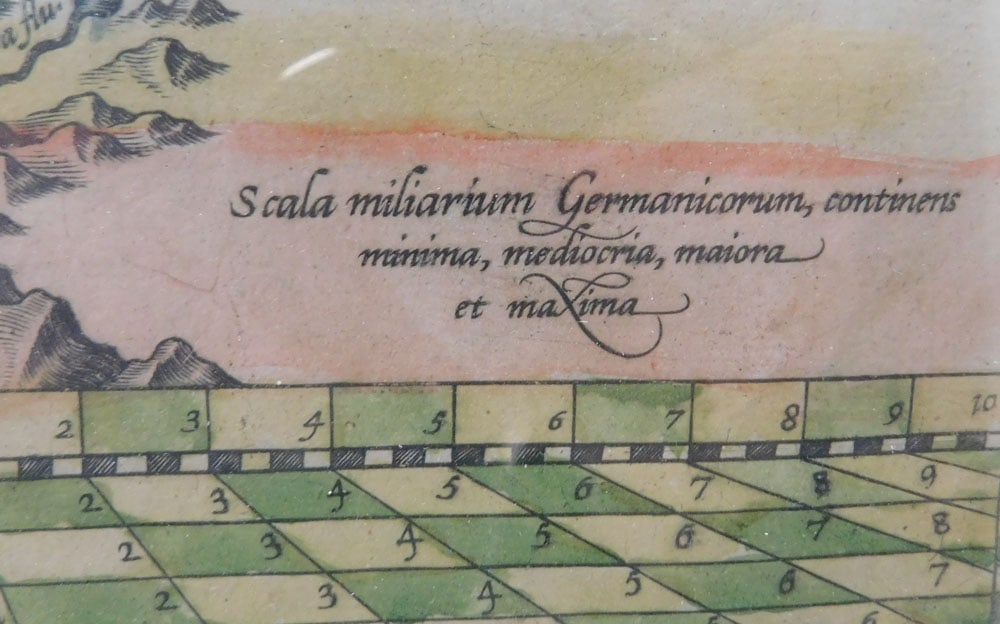 a flu.
Scala miliarium Germanicorum, continens
minima, mediocria, maiora
et maxima
2 3 4 5 6 7 8 9 10
2 3 4 5 6 7 8 9
2 3 4 5 6 7 8
2 3 4 5 6 7